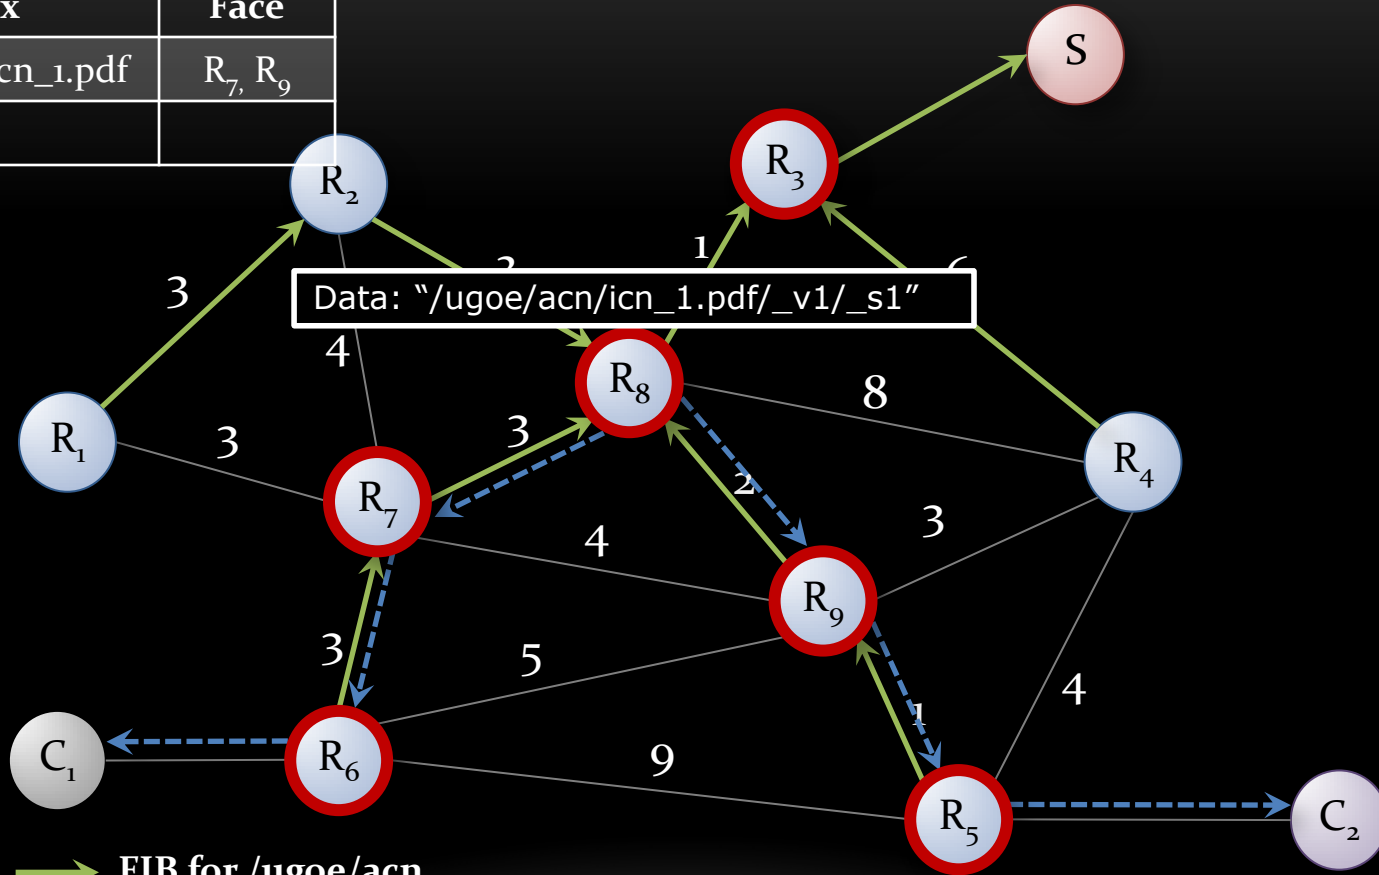 Face
cn_1.pdf R₇, R₉
S
R₃
R₂
1
3
Data: “/ugoe/acn/icn_1.pdf/_v1/_s1”
4
R₈
8
R₁
3
3
R₄
R₇
2
3
4
R₉
3
5
4
1
C₁
R₆
9
R₅
C₂
FIB for /ugoe/acn